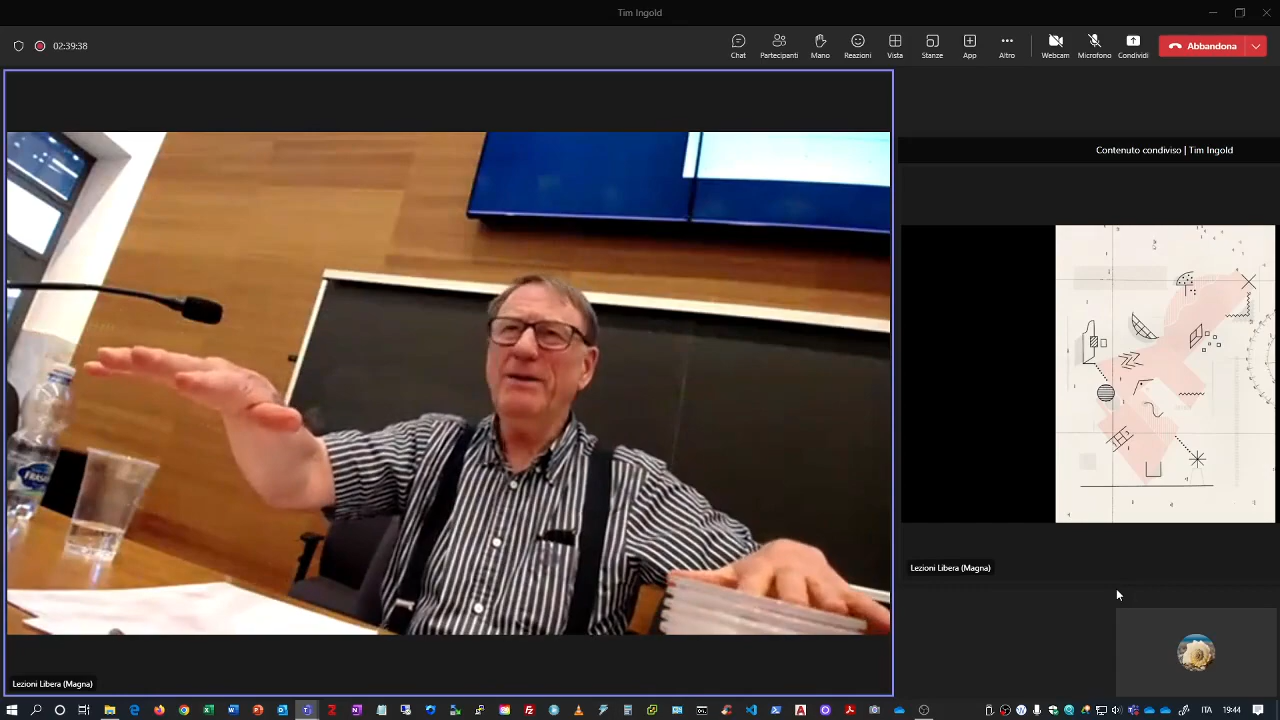 Tim Ingold
02:39:38
Chat
Partecipanti
Mano
Reazioni
Vista
Stanze
App
Altro
Webcam
Microfono
Condividi
Abbandona
Contenuto condiviso | Tim Ingold
Lezioni Libera (Magna)
Lezioni Libera (Magna)
ITA
19:44